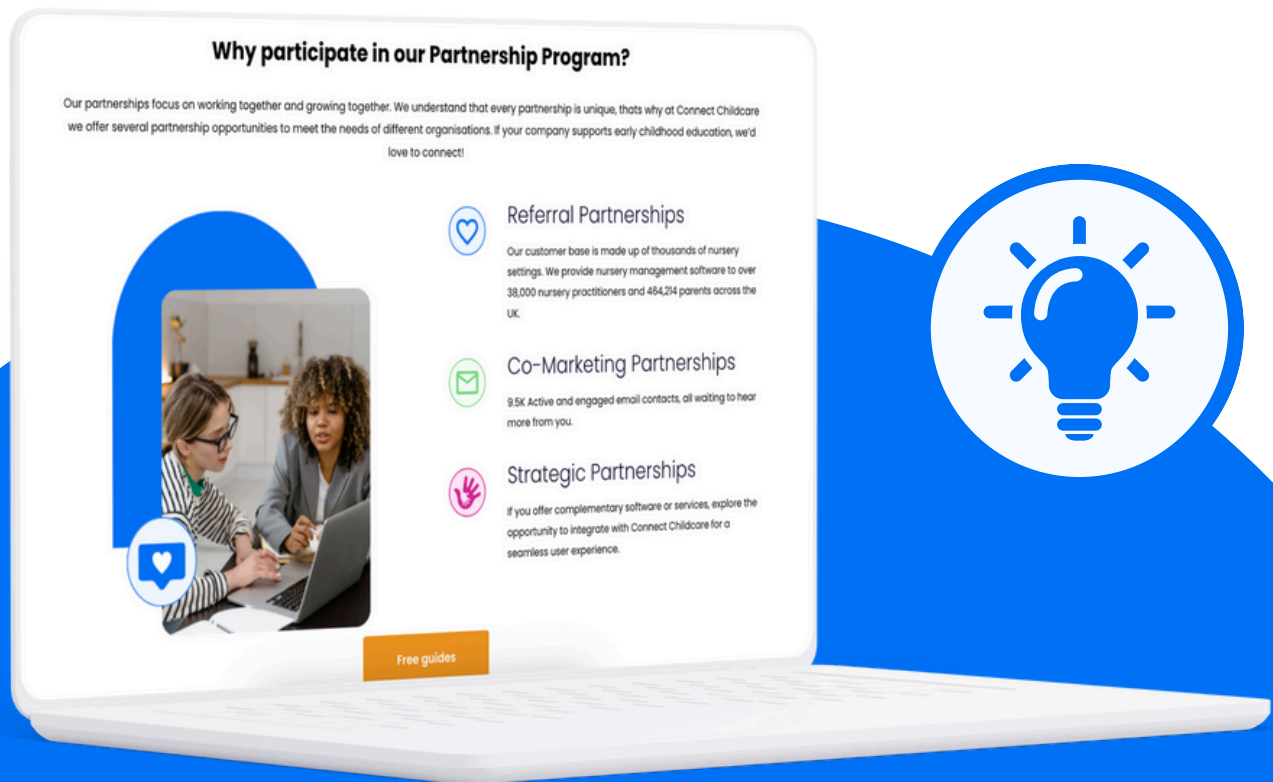 Why participate in our Partnership Program?
Our partnerships focus on working together and growing together. We understand that every partnership is unique, thats why at Connect Childcare
we offer several partnership opportunities to meet the needs of different organisations. If your company supports early childhood education, we'd
love to connect!
Referral Partnerships
Our customer base is made up of thousands of nursery
settings. We provide nursery management software to over
38,000 nursery practitioners and 464,214 parents across the
UK.
Co-Marketing Partnerships
9.5K Active and engaged email contacts, all waiting to hear
more from you.
Strategic Partnerships
If you offer complementary software or services, explore the
opportunity to integrate with Connect Childcare for a
seamless user experience.
Free guides